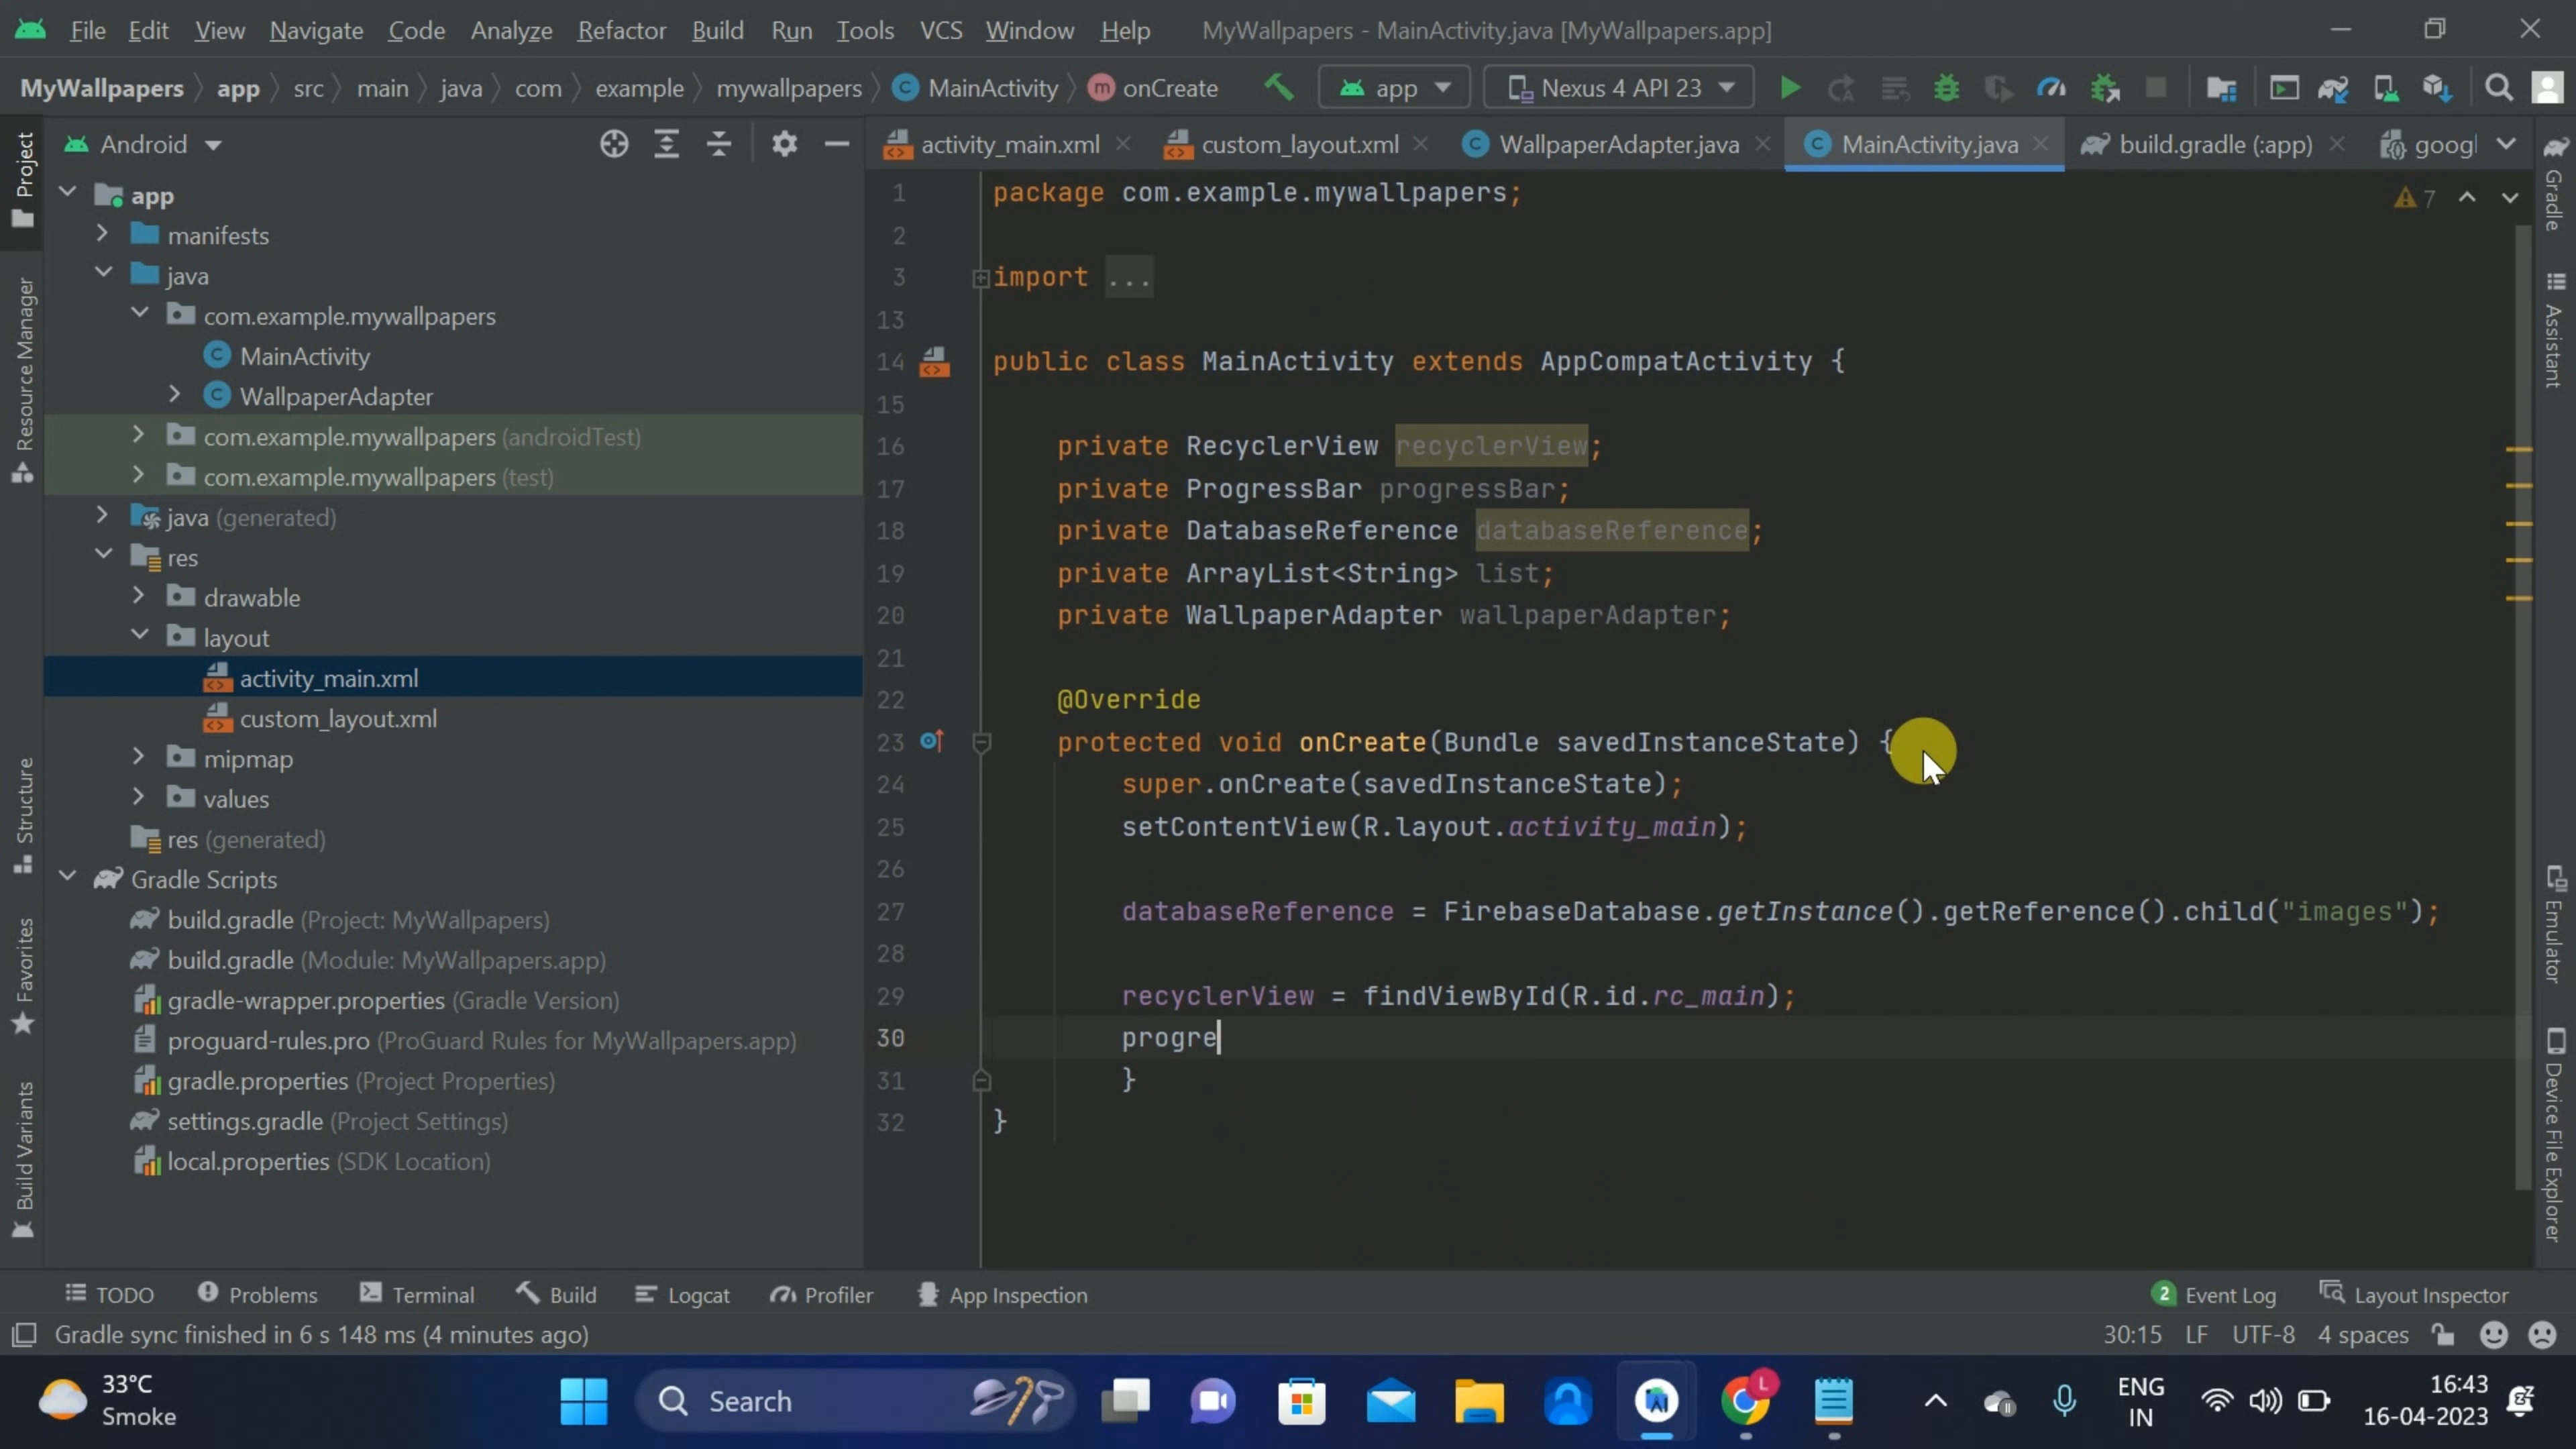 File Edit View Navigate Code Analyze Refactor Build Run Tools VCS Window Help MyWallpapers - MainActivity.java [MyWallpapers.app]
MyWallpapers app src main java com example mywallpapers MainActivity onCreate app Nexus 4 API 23
Android
activity_main.xml custom_layout.xml WallpaperAdapter.java MainActivity.java build.gradle (:app) googl
Project
Resource Manager
Structure
Favorites
Build Variants
app
manifests
java
com.example.mywallpapers
MainActivity
WallpaperAdapter
com.example.mywallpapers (androidTest)
com.example.mywallpapers (test)
java (generated)
res
drawable
layout
activity_main.xml
custom_layout.xml
mipmap
values
res (generated)
Gradle Scripts
build.gradle (Project: MyWallpapers)
build.gradle (Module: MyWallpapers.app)
gradle-wrapper.properties (Gradle Version)
proguard-rules.pro (ProGuard Rules for MyWallpapers.app)
gradle.properties (Project Properties)
settings.gradle (Project Settings)
local.properties (SDK Location)
7
1 package com.example.mywallpapers;
2
3 import ...
13
14 public class MainActivity extends AppCompatActivity {
15
16 private RecyclerView recyclerView;
17 private ProgressBar progressBar;
18 private DatabaseReference databaseReference;
19 private ArrayList<String> list;
20 private WallpaperAdapter wallpaperAdapter;
21
22 @Override
23 protected void onCreate(Bundle savedInstanceState) {
24 super.onCreate(savedInstanceState);
25 setContentView(R.layout.activity_main);
26
27 databaseReference = FirebaseDatabase.getInstance().getReference().child("images");
28
29 recyclerView = findViewById(R.id.rc_main);
30 progre
31 }
32 }
Gradle
Assistant
Emulator
Device File Explorer
TODO Problems Terminal Build Logcat Profiler App Inspection 2 Event Log Layout Inspector
Gradle sync finished in 6 s 148 ms (4 minutes ago) 30:15 LF UTF-8 4 spaces
33°C
Smoke
Search
L
ENG
IN
16:43
16-04-2023